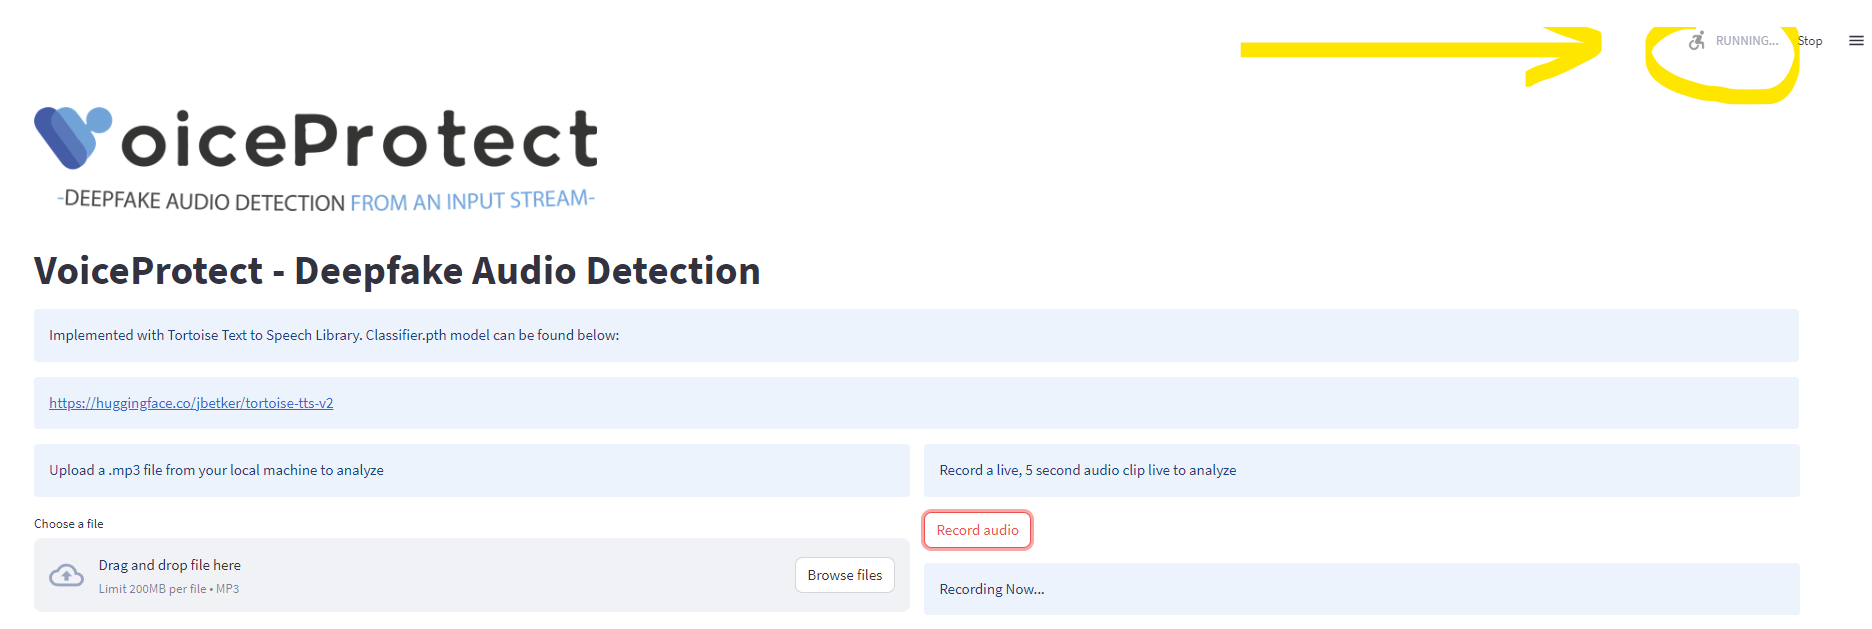 RUNNING... Stop
VoiceProtect
-DEEPFAKE AUDIO DETECTION FROM AN INPUT STREAM-
VoiceProtect - Deepfake Audio Detection
Implemented with Tortoise Text to Speech Library. Classifier.pth model can be found below:
https://huggingface.co/jbetker/tortoise-tts-v2
Upload a .mp3 file from your local machine to analyze
Record a live, 5 second audio clip live to analyze
Choose a file
Drag and drop file here
Limit 200MB per file • MP3
Browse files
Record audio
Recording Now...